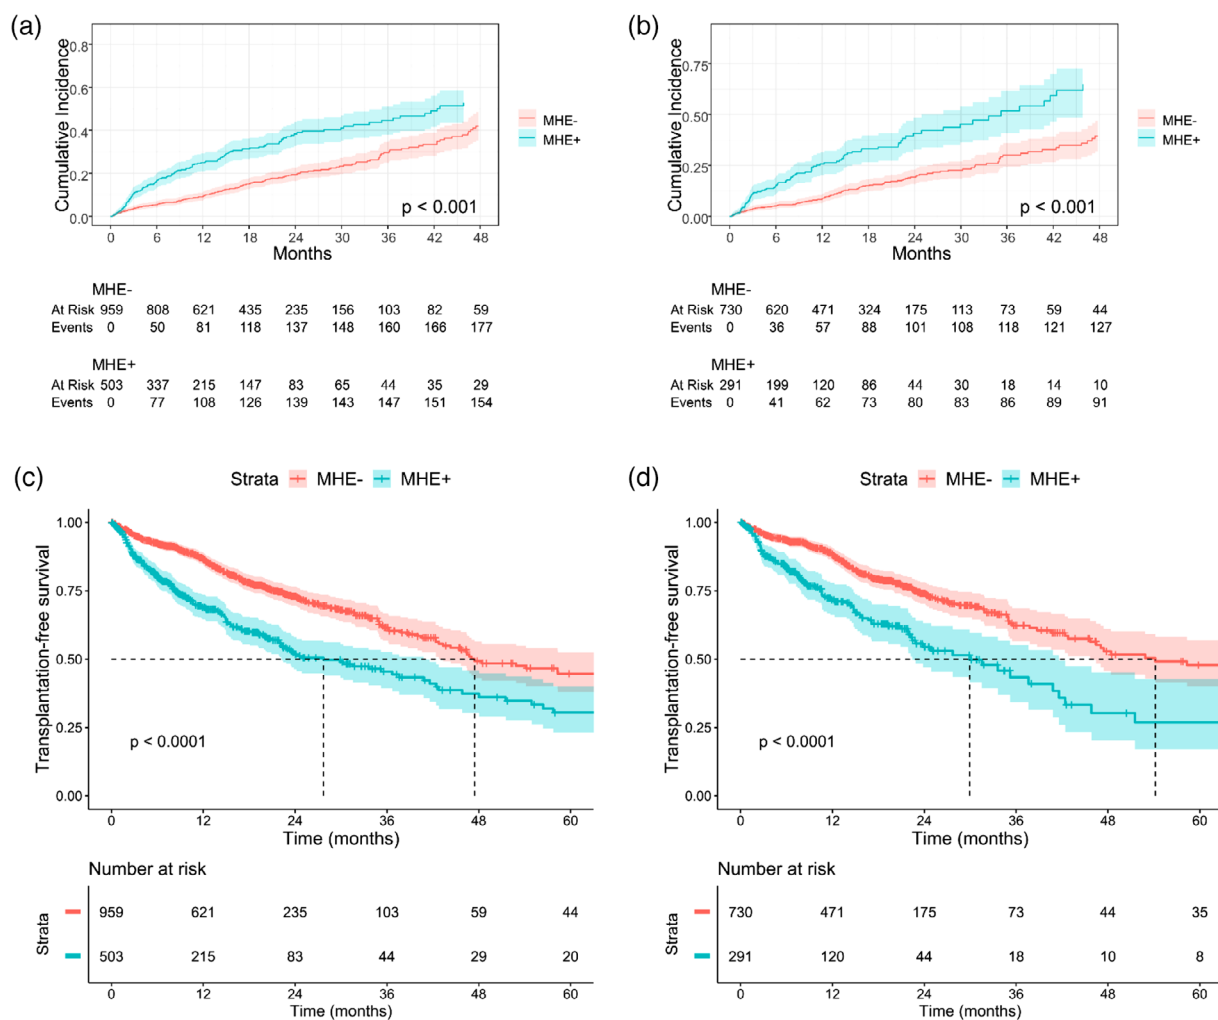 (a)
Cumulative Incidence
0.8
0.6
0.4
0.2
0.0
p < 0.001
0 6 12 18 24 30 36 42 48
Months
MHE-
MHE+
MHE-
At Risk 959 808 621 435 235 156 103 82 59
Events 0 50 81 118 137 148 160 166 177
MHE+
At Risk 503 337 215 147 83 65 44 35 29
Events 0 77 108 126 139 143 147 151 154
(b)
Cumulative Incidence
0.75
0.50
0.25
0.00
p < 0.001
0 6 12 18 24 30 36 42 48
Months
MHE-
MHE+
MHE-
At Risk 730 620 471 324 175 113 73 59 44
Events 0 36 57 88 101 108 118 121 127
MHE+
At Risk 291 199 120 86 44 30 18 14 10
Events 0 41 62 73 80 83 86 89 91
(c)
Strata MHE- MHE+
Transplantation-free survival
1.00
0.75
0.50
0.25
0.00
p < 0.0001
0 12 24 36 48 60
Time (months)
Number at risk
Strata
959 621 235 103 59 44
503 215 83 44 29 20
0 12 24 36 48 60
Time (months)
(d)
Strata MHE- MHE+
Transplantation-free survival
1.00
0.75
0.50
0.25
0.00
p < 0.0001
0 12 24 36 48 60
Time (months)
Number at risk
Strata
730 471 175 73 44 35
291 120 44 18 10 8
0 12 24 36 48 60
Time (months)